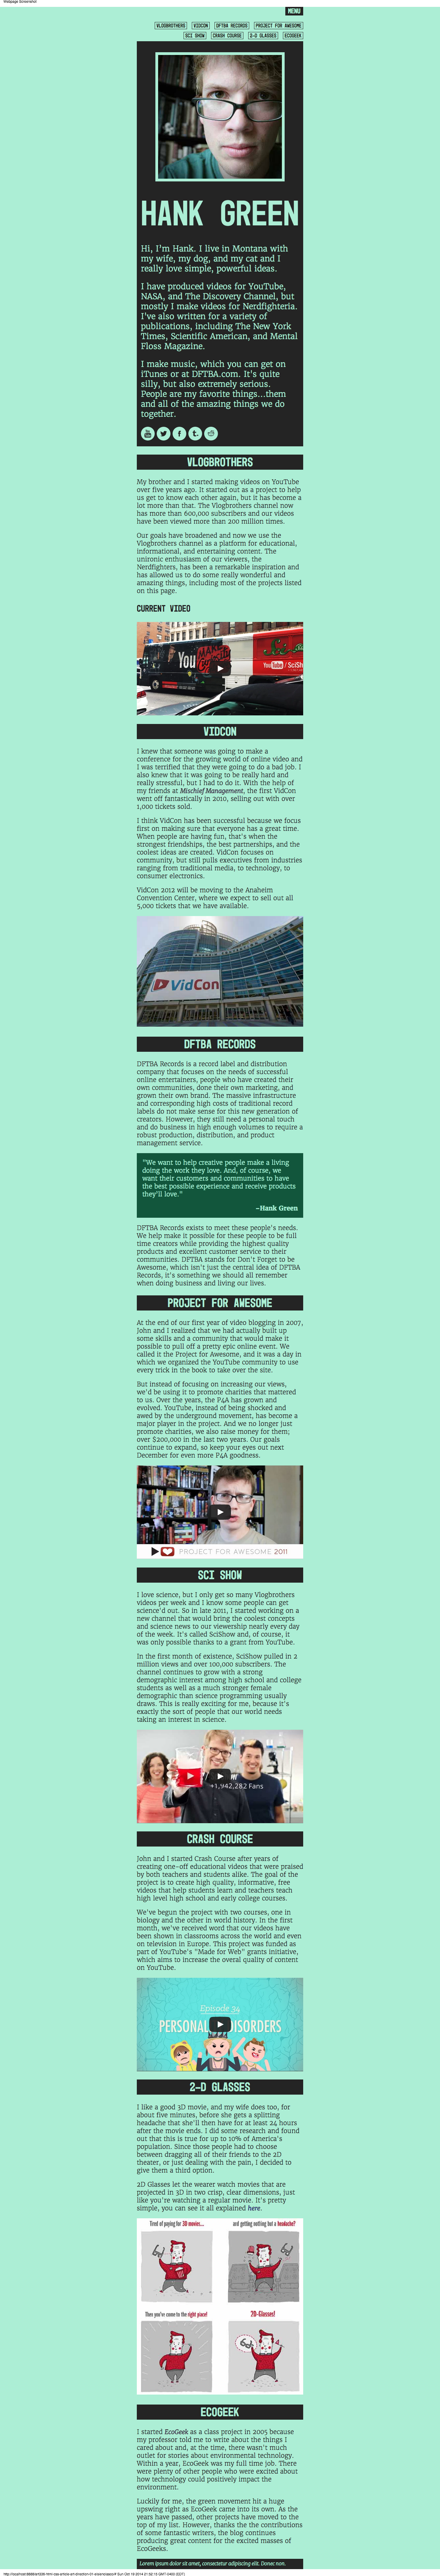 Webpage Screenshot
MENU
VLOGBROTHERS VIDCON DFTBA RECORDS PROJECT FOR AWESOME
SCI SHOW CRASH COURSE 2-D GLASSES ECOGEEK
HANK GREEN
Hi, I'm Hank. I live in Montana with
my wife, my dog, and my cat and I
really love simple, powerful ideas.
I have produced videos for YouTube,
NASA, and The Discovery Channel, but
mostly I make videos for Nerdfighteria.
I've also written for a variety of
publications, including The New York
Times, Scientific American, and Mental
Floss Magazine.
I make music, which you can get on
iTunes or at DFTBA.com. It's quite
silly, but also extremely serious.
People are my favorite things...them
and all of the amazing things we do
together.
VLOGBROTHERS
My brother and I started making videos on YouTube
over five years ago. It started out as a project to help
us get to know each other again, but it has become a
lot more than that. The Vlogbrothers channel now
has more than 600,000 subscribers and our videos
have been viewed more than 200 million times.
Our goals have broadened and now we use the
Vlogbrothers channel as a platform for educational,
informational, and entertaining content. The
unironic enthusiasm of our viewers, the
Nerdfighters, has been a remarkable inspiration and
has allowed us to do some really wonderful and
amazing things, including most of the projects listed
on this page.
CURRENT VIDEO
You
YouTube / SciSh
VIDCON
I knew that someone was going to make a
conference for the growing world of online video and
I was terrified that they were going to do a bad job. I
also knew that it was going to be really hard and
really stressful, but I had to do it. With the help of
my friends at Mischief Management, the first VidCon
went off fantastically in 2010, selling out with over
1,000 tickets sold.
I think VidCon has been successful because we focus
first on making sure that everyone has a great time.
When people are having fun, that's when the
strongest friendships, the best partnerships, and the
coolest ideas are created. VidCon focuses on
community, but still pulls executives from industries
ranging from traditional media, to technology, to
consumer electronics.
VidCon 2012 will be moving to the Anaheim
Convention Center, where we expect to sell out all
5,000 tickets that we have available.
VidCon
DFTBA RECORDS
DFTBA Records is a record label and distribution
company that focuses on the needs of successful
online entertainers, people who have created their
own communities, done their own marketing, and
grown their own brand. The massive infrastructure
and corresponding high costs of traditional record
labels do not make sense for this new generation of
creators. However, they still need a personal touch
and do business in high enough volumes to require a
robust production, distribution, and product
management service.
"We want to help creative people make a living
doing the work they love. And, of course, we
want their customers and communities to have
the best possible experience and receive products
they'll love."
–Hank Green
DFTBA Records exists to meet these people's needs.
We help make it possible for these people to be full
time creators while providing the highest quality
products and excellent customer service to their
communities. DFTBA stands for Don't Forget to be
Awesome, which isn't just the central idea of DFTBA
Records, it's something we should all remember
when doing business and living our lives.
PROJECT FOR AWESOME
At the end of our first year of video blogging in 2007,
John and I realized that we had actually built up
some skills and a community that would make it
possible to pull off a pretty epic online event. We
called it the Project for Awesome, and it was a day in
which we organized the YouTube community to use
every trick in the book to take over the site.
But instead of focusing on increasing our views,
we'd be using it to promote charities that mattered
to us. Over the years, the P4A has grown and
evolved. YouTube, instead of being shocked and
awed by the underground movement, has become a
major player in the project. And we no longer just
promote charities, we also raise money for them;
over $200,000 in the last two years. Our goals
continue to expand, so keep your eyes out next
December for even more P4A goodness.
PROJECT FOR AWESOME 2011
SCI SHOW
I love science, but I only get so many Vlogbrothers
videos per week and I know some people can get
science'd out. So in late 2011, I started working on a
new channel that would bring the coolest concepts
and science news to our viewership nearly every day
of the week. It's called SciShow and, of course, it
was only possible thanks to a grant from YouTube.
In the first month of existence, SciShow pulled in 2
million views and over 100,000 subscribers. The
channel continues to grow with a strong
demographic interest among high school and college
students as well as a much stronger female
demographic than science programming usually
draws. This is really exciting for me, because it's
exactly the sort of people that our world needs
taking an interest in science.
+1,942,282 Fans
CRASH COURSE
John and I started Crash Course after years of
creating one-off educational videos that were praised
by both teachers and students alike. The goal of the
project is to create high quality, informative, free
videos that help students learn and teachers teach
high level high school and early college courses.
We've begun the project with two courses, one in
biology and the other in world history. In the first
month, we've received word that our videos have
been shown in classrooms across the world and even
on television in Europe. This project was funded as
part of YouTube's "Made for Web" grants initiative,
which aims to increase the overal quality of content
on YouTube.
Episode 34
PERSONALITY DISORDERS
2-D GLASSES
I like a good 3D movie, and my wife does too, for
about five minutes, before she gets a splitting
headache that she'll then have for at least 24 hours
after the movie ends. I did some research and found
out that this is true for up to 10% of America's
population. Since those people had to choose
between dragging all of their friends to the 2D
theater, or just dealing with the pain, I decided to
give them a third option.
2D Glasses let the wearer watch movies that are
projected in 3D in two crisp, clear dimensions, just
like you're watching a regular movie. It's pretty
simple, you can see it all explained here.
Tired of paying for 3D movies... and getting nothing but a headache?
Then you've come to the right place! 2D-Glasses!
ECOGEEK
I started EcoGeek as a class project in 2005 because
my professor told me to write about the things I
cared about and, at the time, there wasn't much
outlet for stories about environmental technology.
Within a year, EcoGeek was my full time job. There
were plenty of other people who were excited about
how technology could positively impact the
environment.
Luckily for me, the green movement hit a huge
upswing right as EcoGeek came into its own. As the
years have passed, other projects have moved to the
top of my list. However, thanks the the contributions
of some fantastic writers, the blog continues
producing great content for the excited masses of
EcoGeeks.
Lorem ipsum dolor sit amet, consectetur adipiscing elit. Donec non.